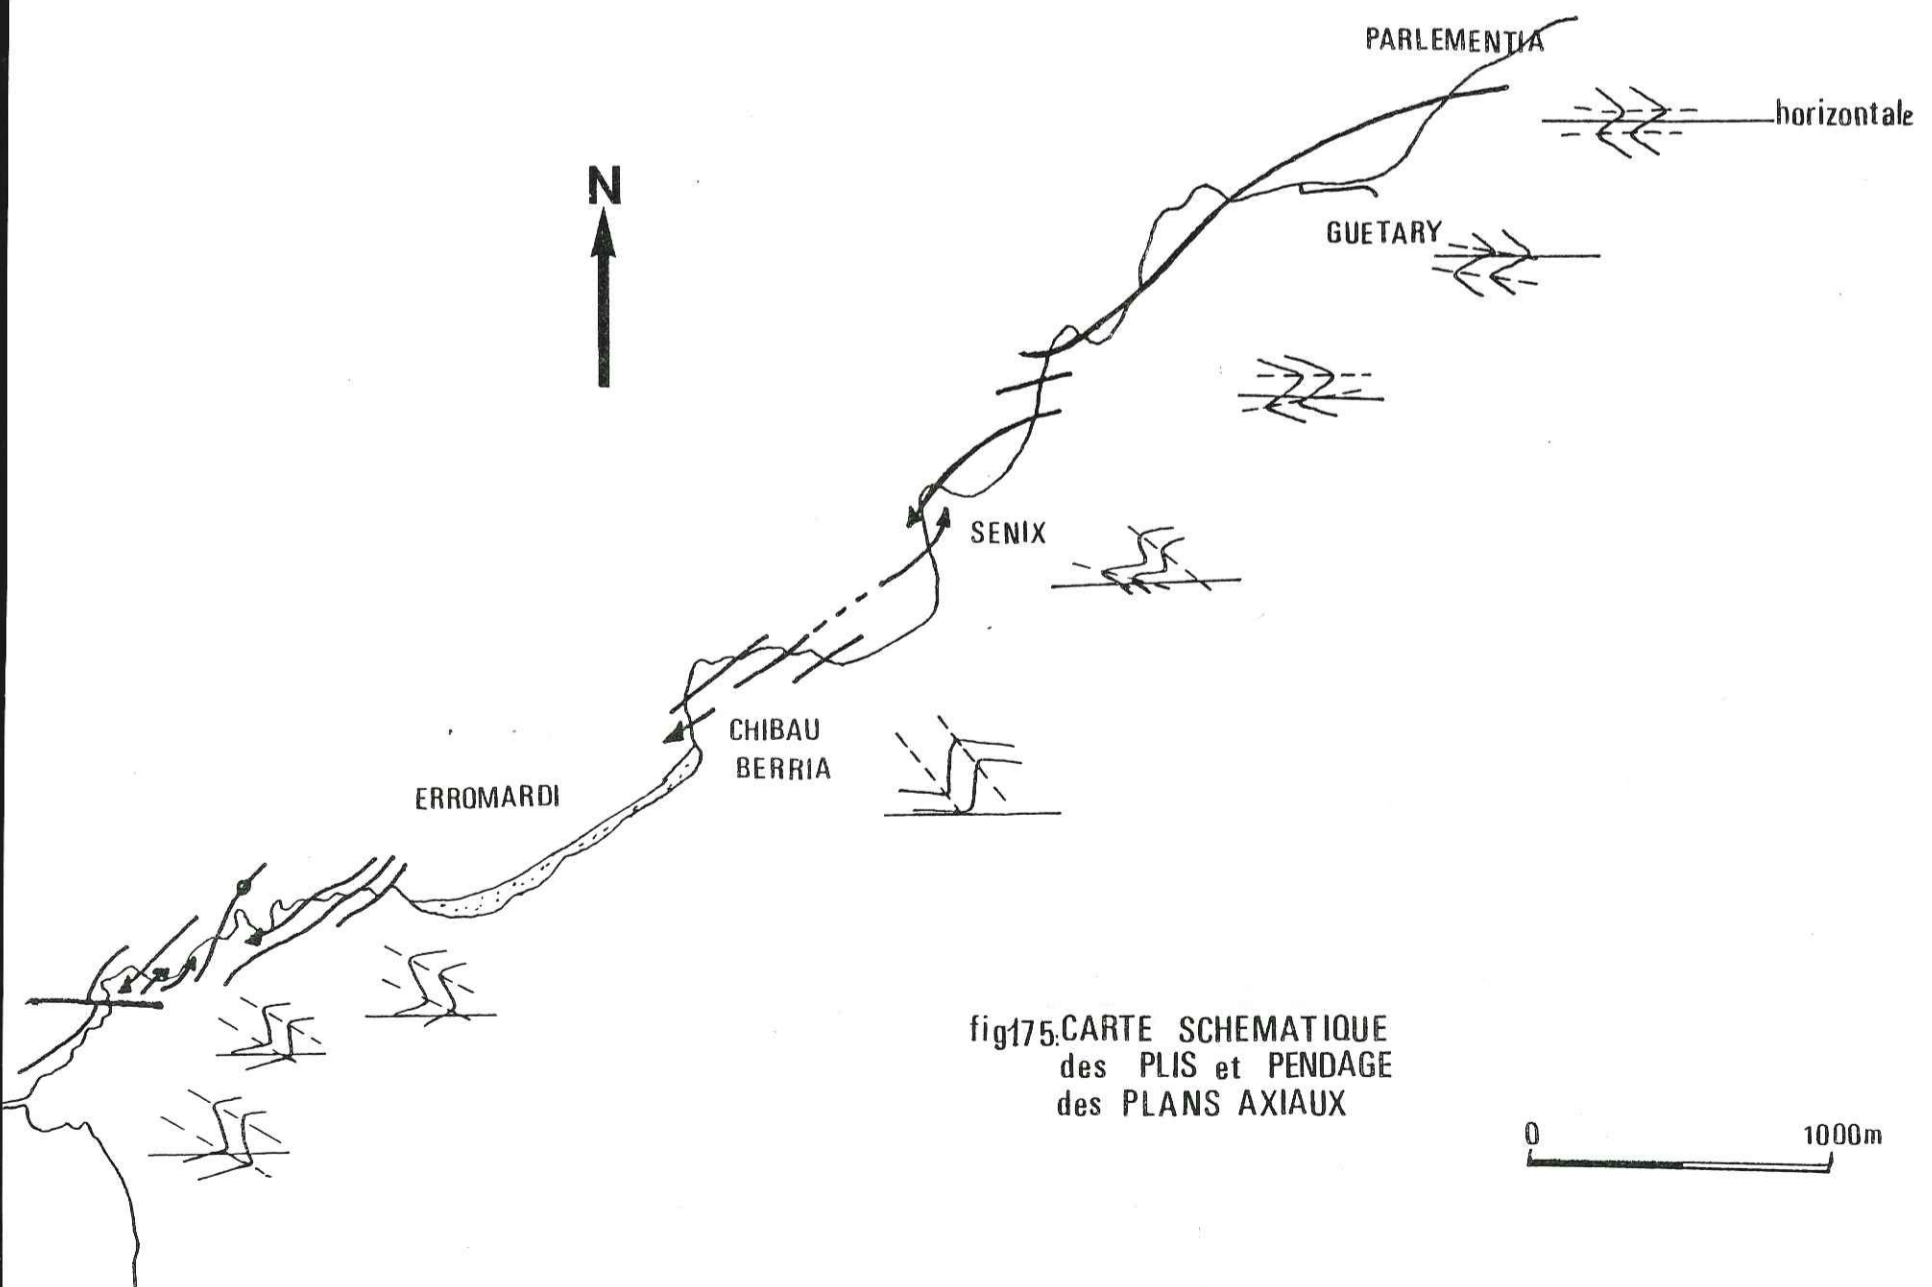 PARLEMENTIA
horizontale
N
GUETARY
SENIX
CHIBAU
BERRIA
ERROMARDI
fig175:CARTE SCHEMATIQUE
des PLIS et PENDAGE
des PLANS AXIAUX
0 1000m